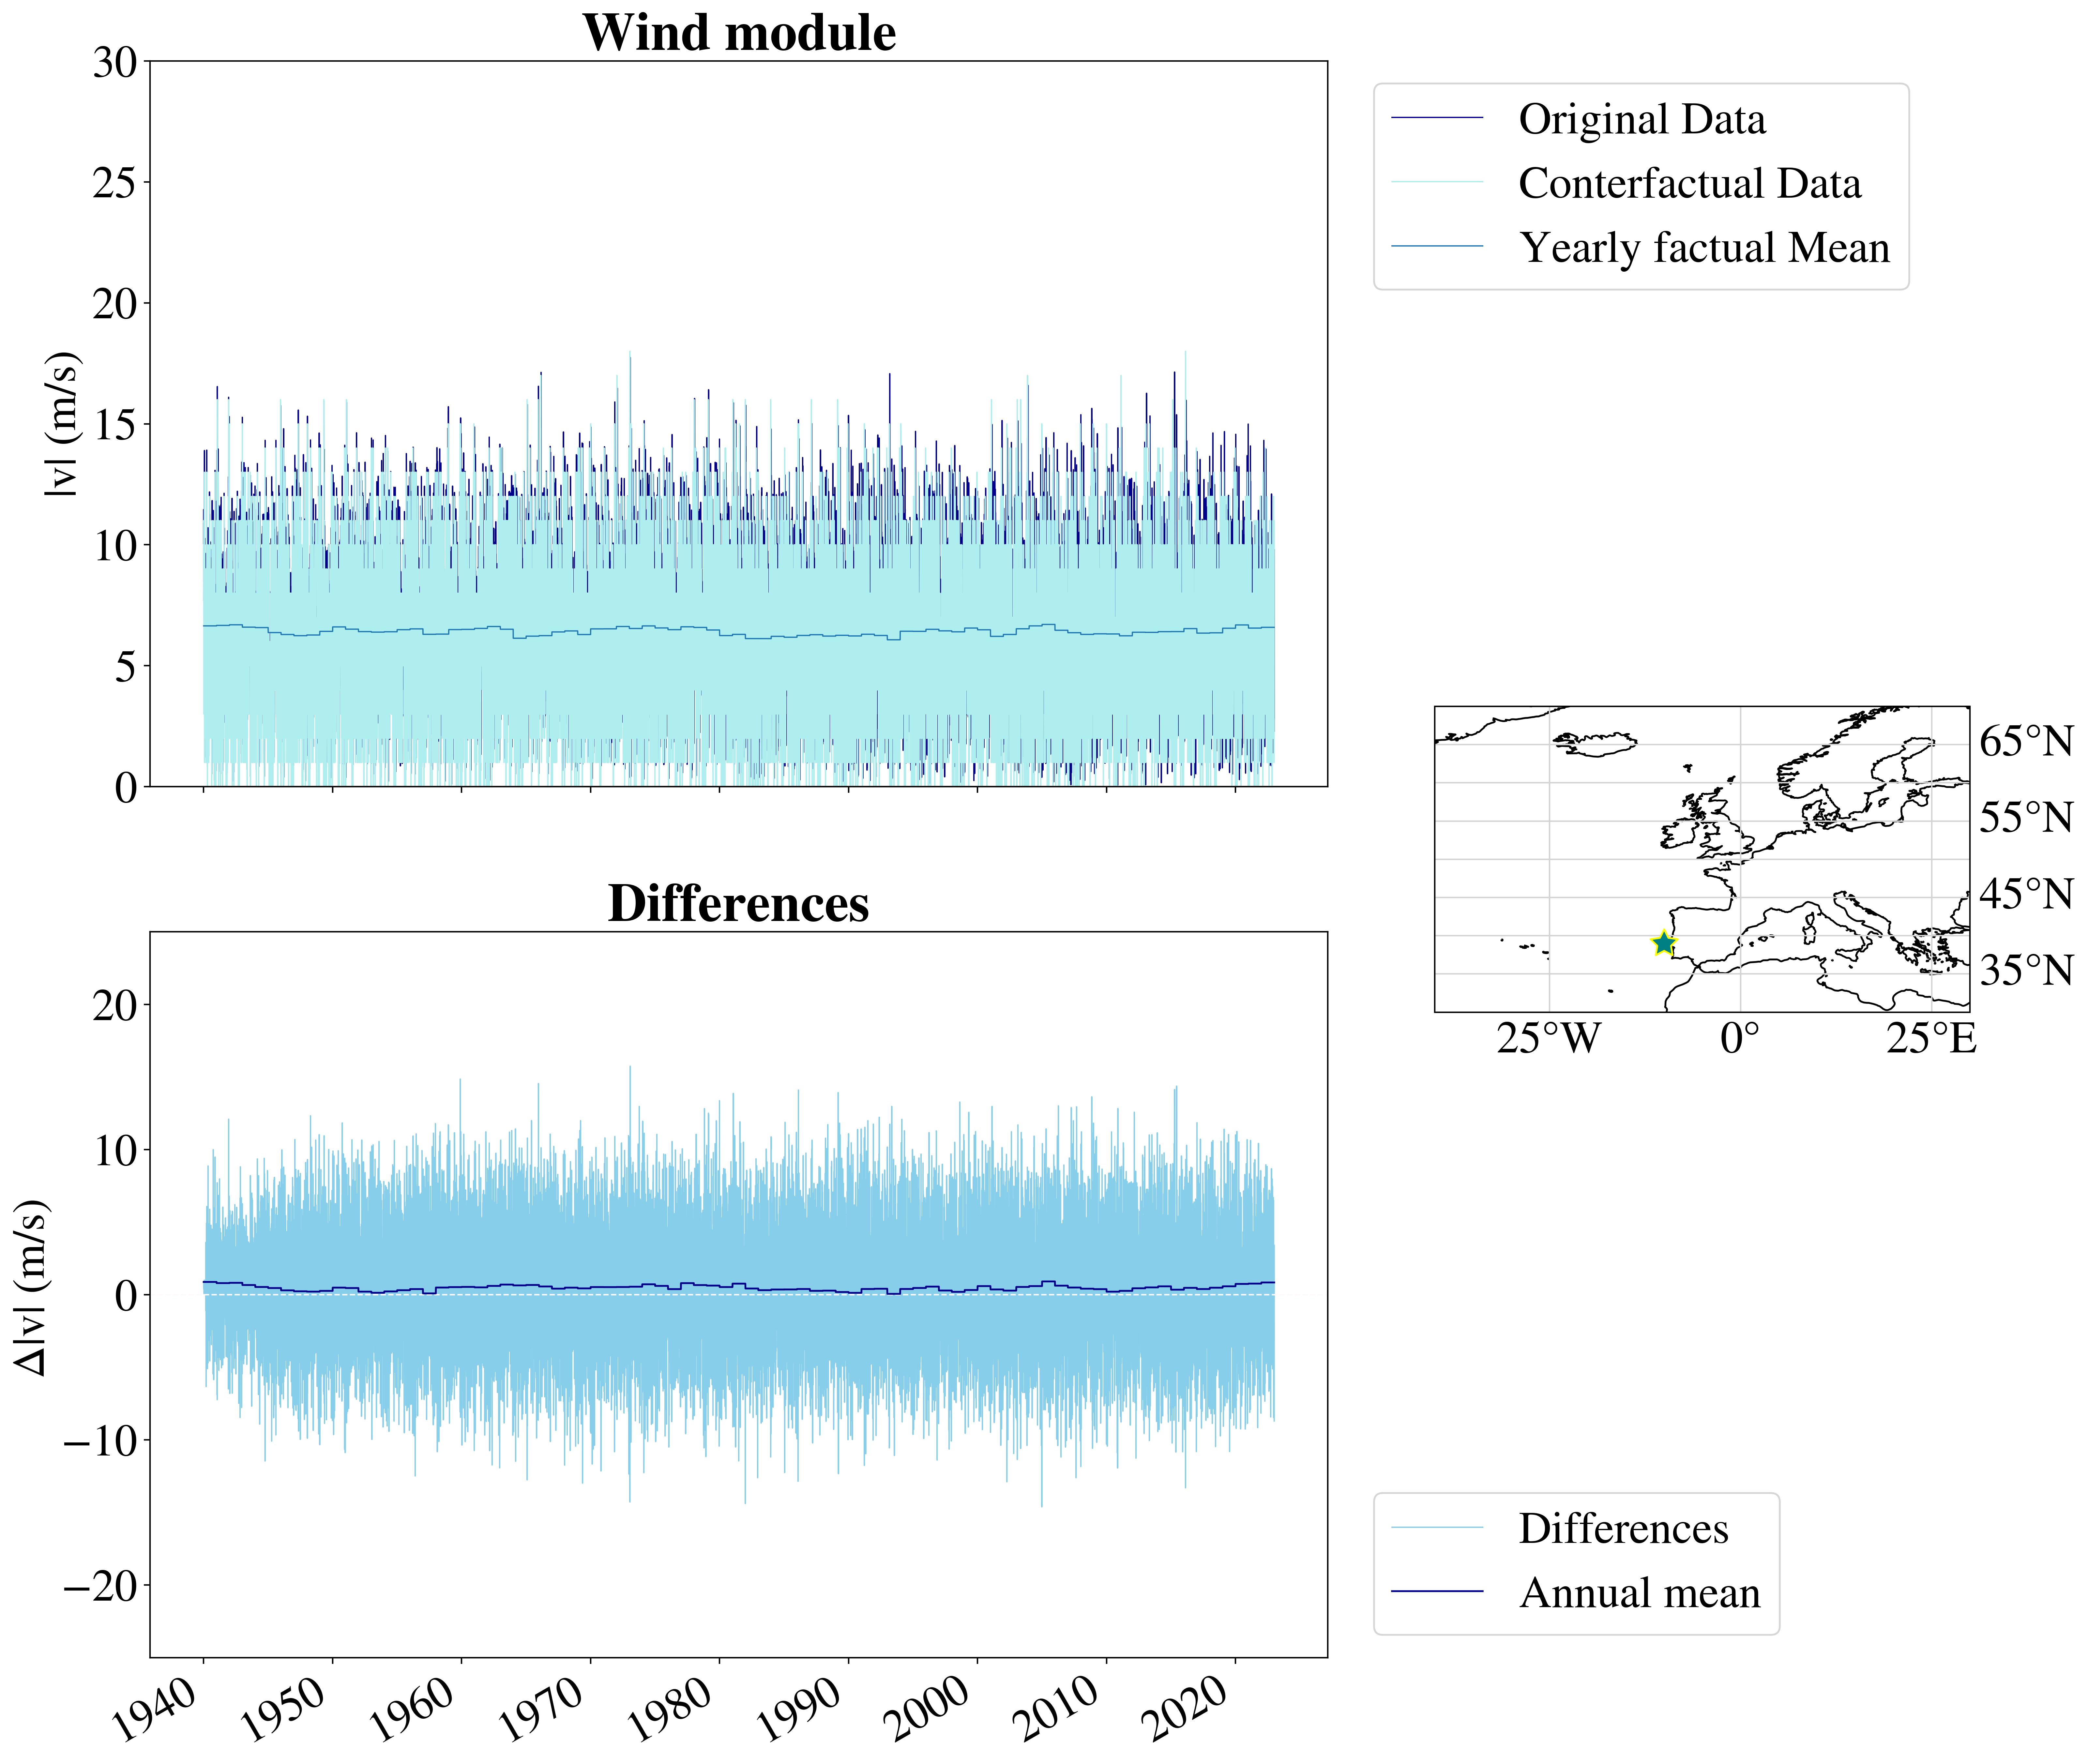 Wind module
30
25
20
15
10
5
0
|v| (m/s)
Original Data
Conterfactual Data
Yearly factual Mean
65°N
55°N
45°N
35°N
25°W 0° 25°E
Differences
20
10
0
−10
−20
Δ|v| (m/s)
1940 1950 1960 1970 1980 1990 2000 2010 2020
Differences
Annual mean